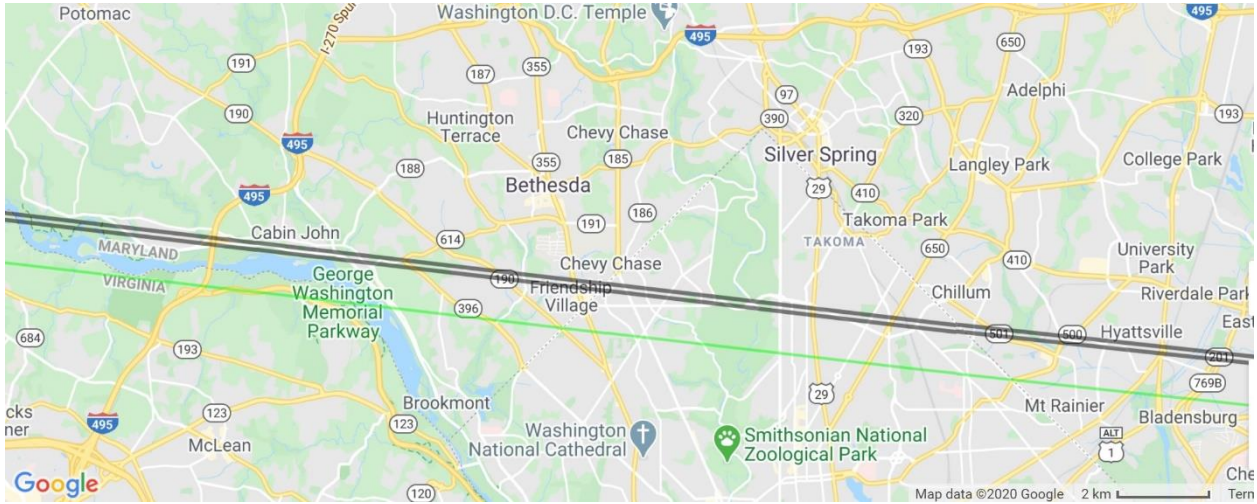 Potomac
191
190
I-270 Spur
495
187
355
Washington D.C. Temple
495
193
650
495
97
390
Adelphi
320
193
Huntington
Terrace
Chevy Chase
355
185
Silver Spring
Langley Park
College Park
495
188
Bethesda
29
410
495
186
191
Takoma Park
Cabin John
614
TAKOMA
650
MARYLAND
VIRGINIA
Chevy Chase
410
University
Park
George
Washington
Memorial
Parkway
190
Friendship
Village
Chillum
Riverdale Park
396
501
500
Hyattsville
East
684
193
201
769B
29
Mt Rainier
Bladensburg
Brookmont
123
123
McLean
495
Washington
National Cathedral
Smithsonian National
Zoological Park
ALT
1
120
Google
Map data ©2020 Google
2 km